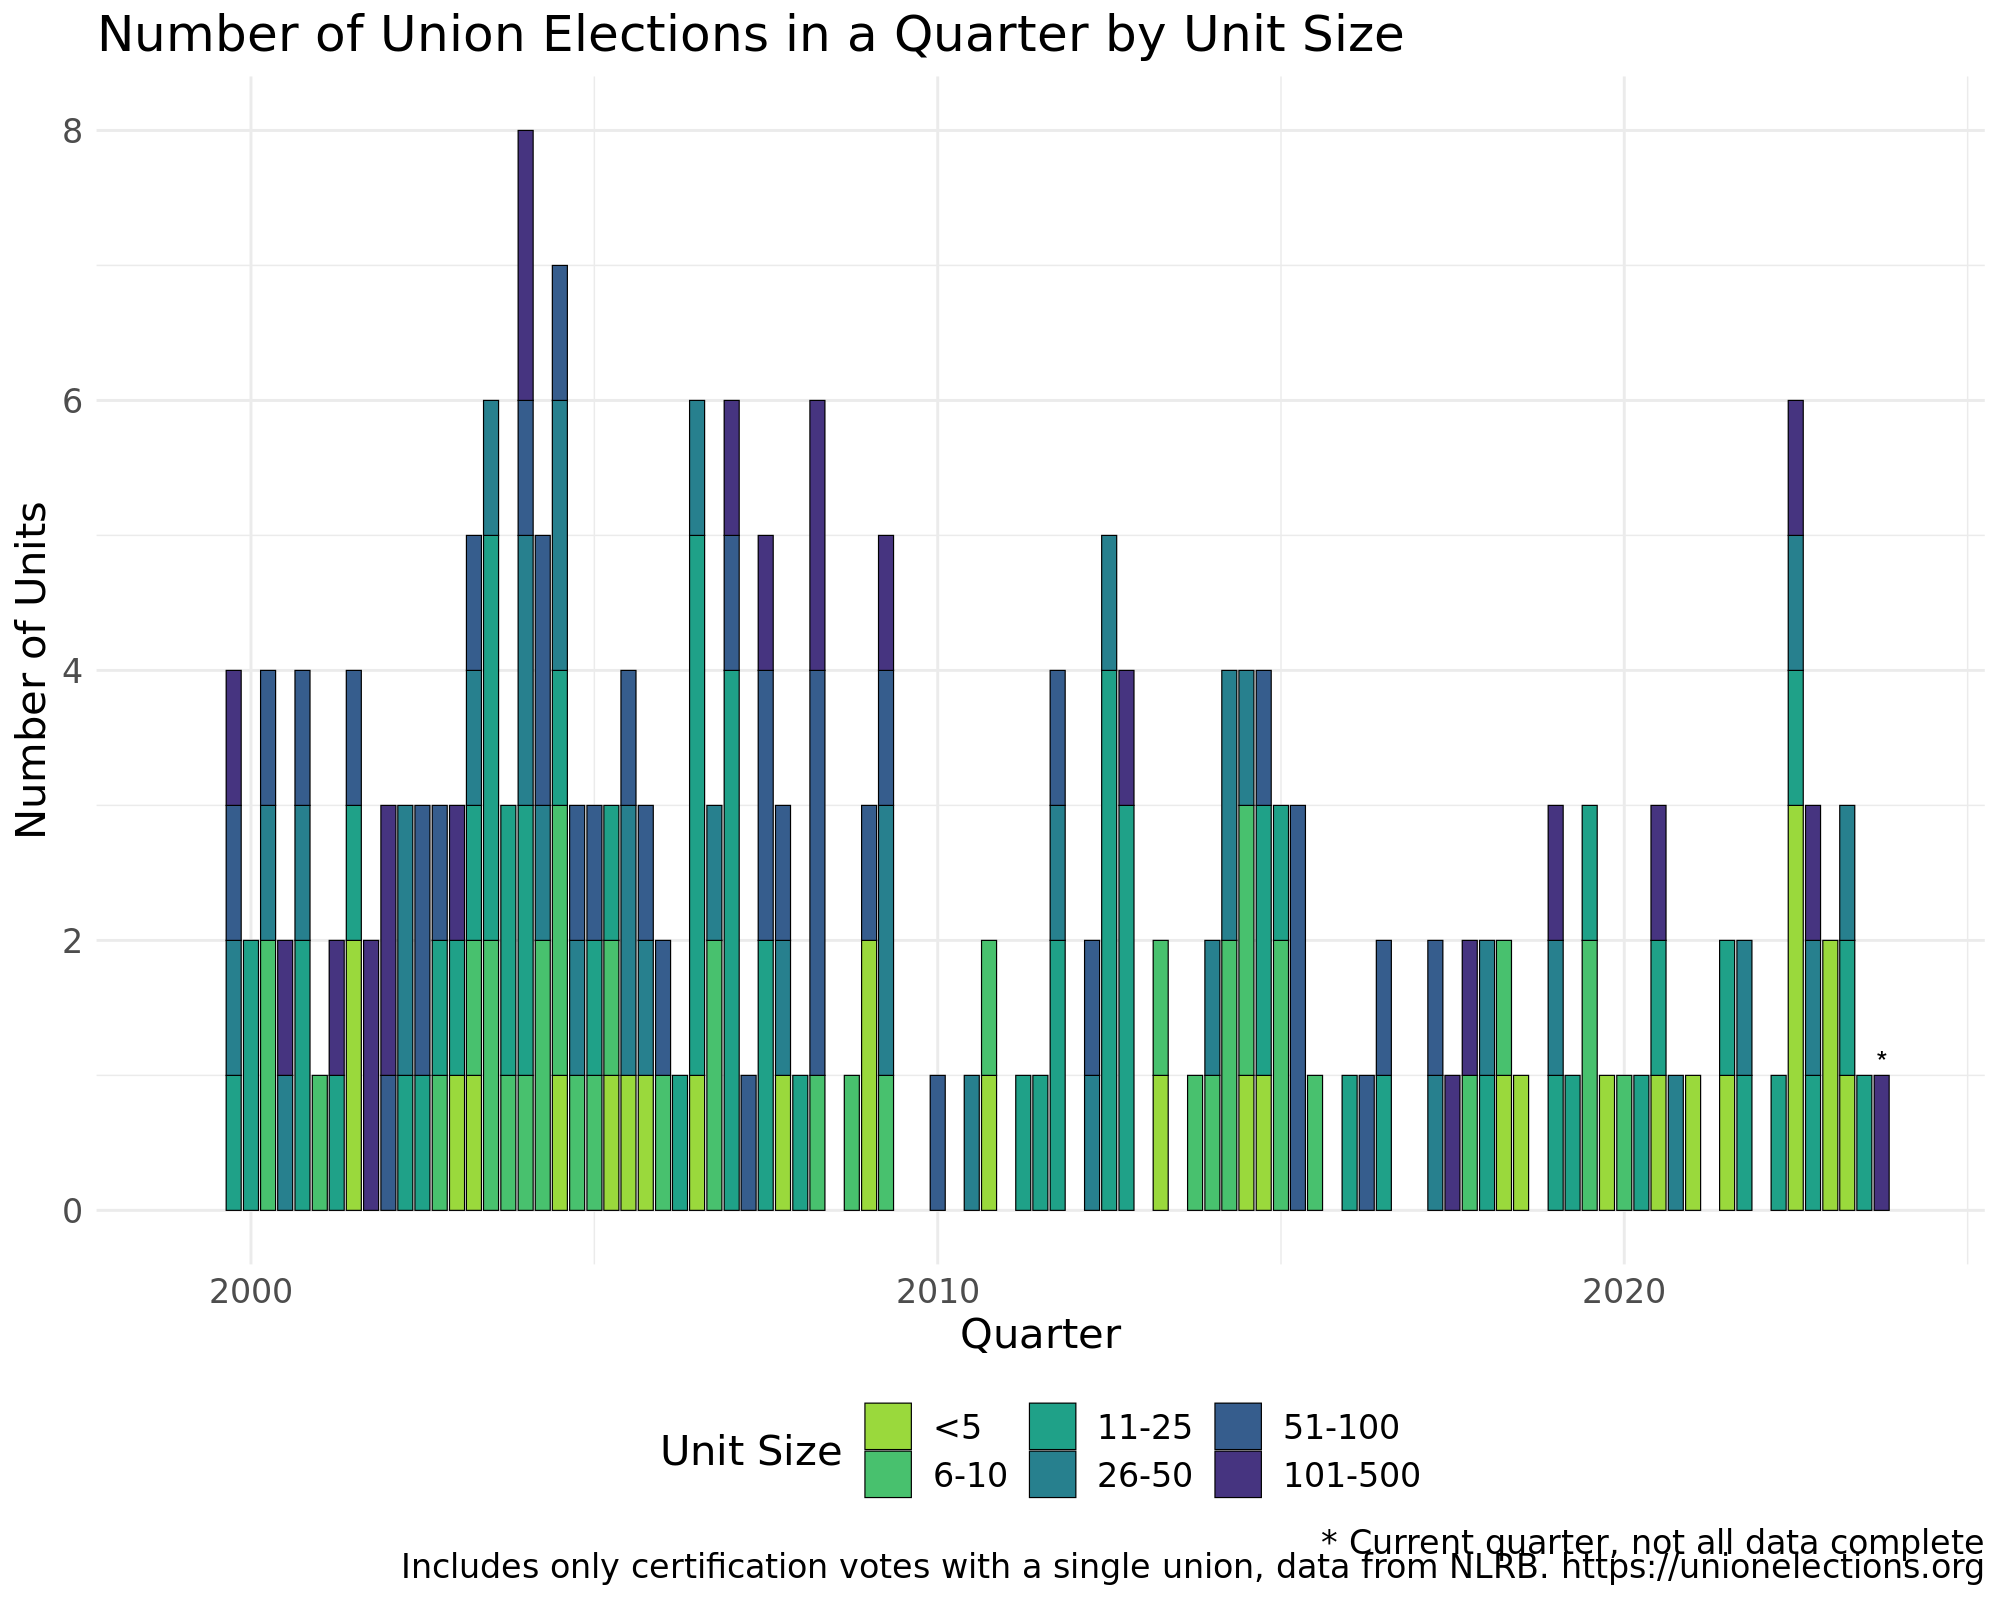 Number of Union Elections in a Quarter by Unit Size
Number of Units
8
6
4
2
0
*
2000 2010 2020
Quarter
Unit Size
<5 11-25 51-100
6-10 26-50 101-500
* Current quarter, not all data complete
Includes only certification votes with a single union, data from NLRB. https://unionelections.org